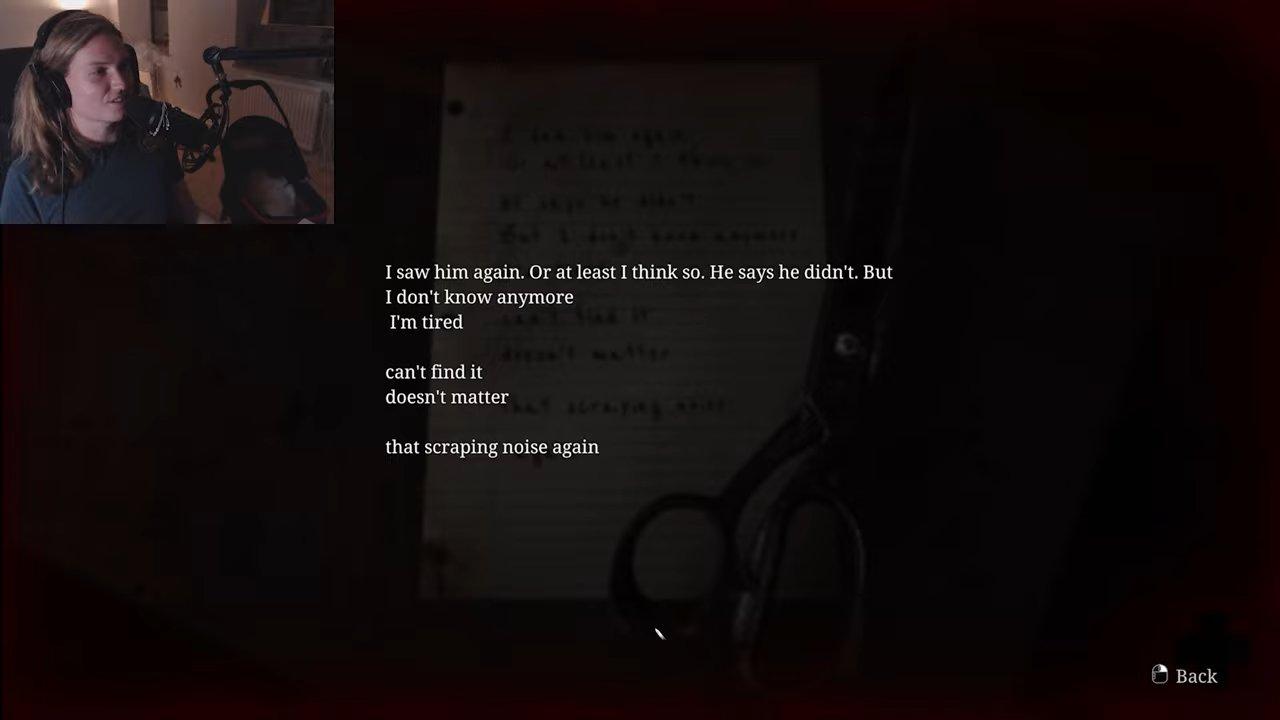 I saw him again. Or at least I think so. He says he didn't. But
I don't know anymore
I'm tired
can't find it
doesn't matter
that scraping noise again
Back